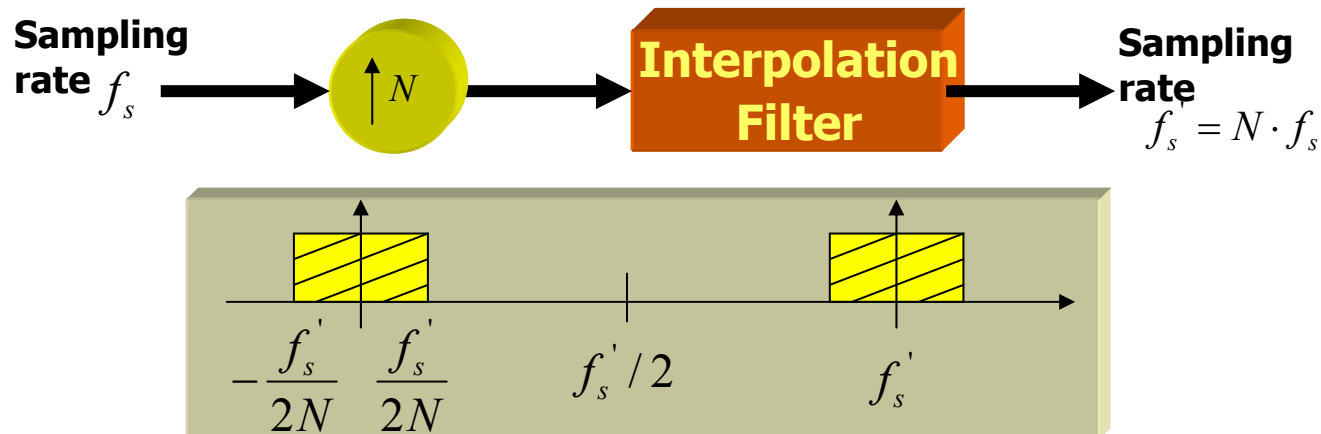 Sampling
rate f_s
↑ N
Interpolation
Filter
Sampling
rate
f_s' = N · f_s
-f_s'/2N
f_s'/2N
f_s'/2
f_s'